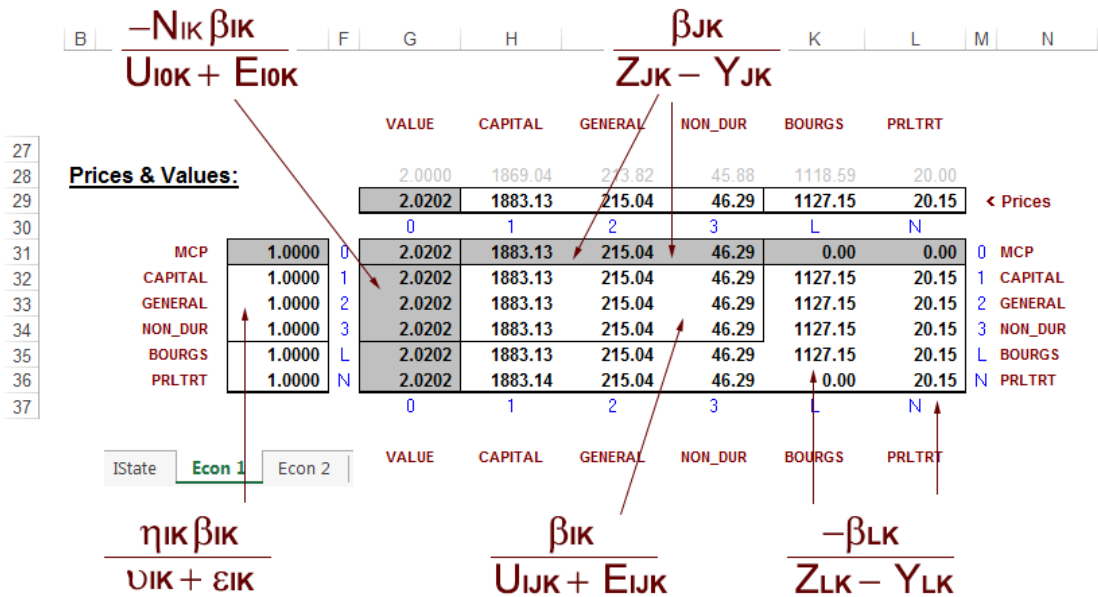 −NIK βIK
UI0K + EI0K
βJK
ZJK − YJK
B F G H K L M N
VALUE CAPITAL GENERAL NON_DUR BOURGS PRLTRT
27
28 Prices & Values: 2.0000 1869.04 213.82 45.88 1118.59 20.00
29 2.0202 1883.13 215.04 46.29 1127.15 20.15 < Prices
30 0 1 2 3 L N
31 MCP 1.0000 0 2.0202 1883.13 215.04 46.29 0.00 0.00 0 MCP
32 CAPITAL 1.0000 1 2.0202 1883.13 215.04 46.29 1127.15 20.15 1 CAPITAL
33 GENERAL 1.0000 2 2.0202 1883.13 215.04 46.29 1127.15 20.15 2 GENERAL
34 NON_DUR 1.0000 3 2.0202 1883.13 215.04 46.29 1127.15 20.15 3 NON_DUR
35 BOURGS 1.0000 L 2.0202 1883.13 215.04 46.29 1127.15 20.15 L BOURGS
36 PRLTRT 1.0000 N 2.0202 1883.14 215.04 46.29 0.00 20.15 N PRLTRT
37 0 1 2 3 L N
VALUE CAPITAL GENERAL NON_DUR BOURGS PRLTRT
IState Econ 1 Econ 2
ηIK βIK
υIK + εIK
βIK
UIJK + EIJK
−βLK
ZLK − YLK